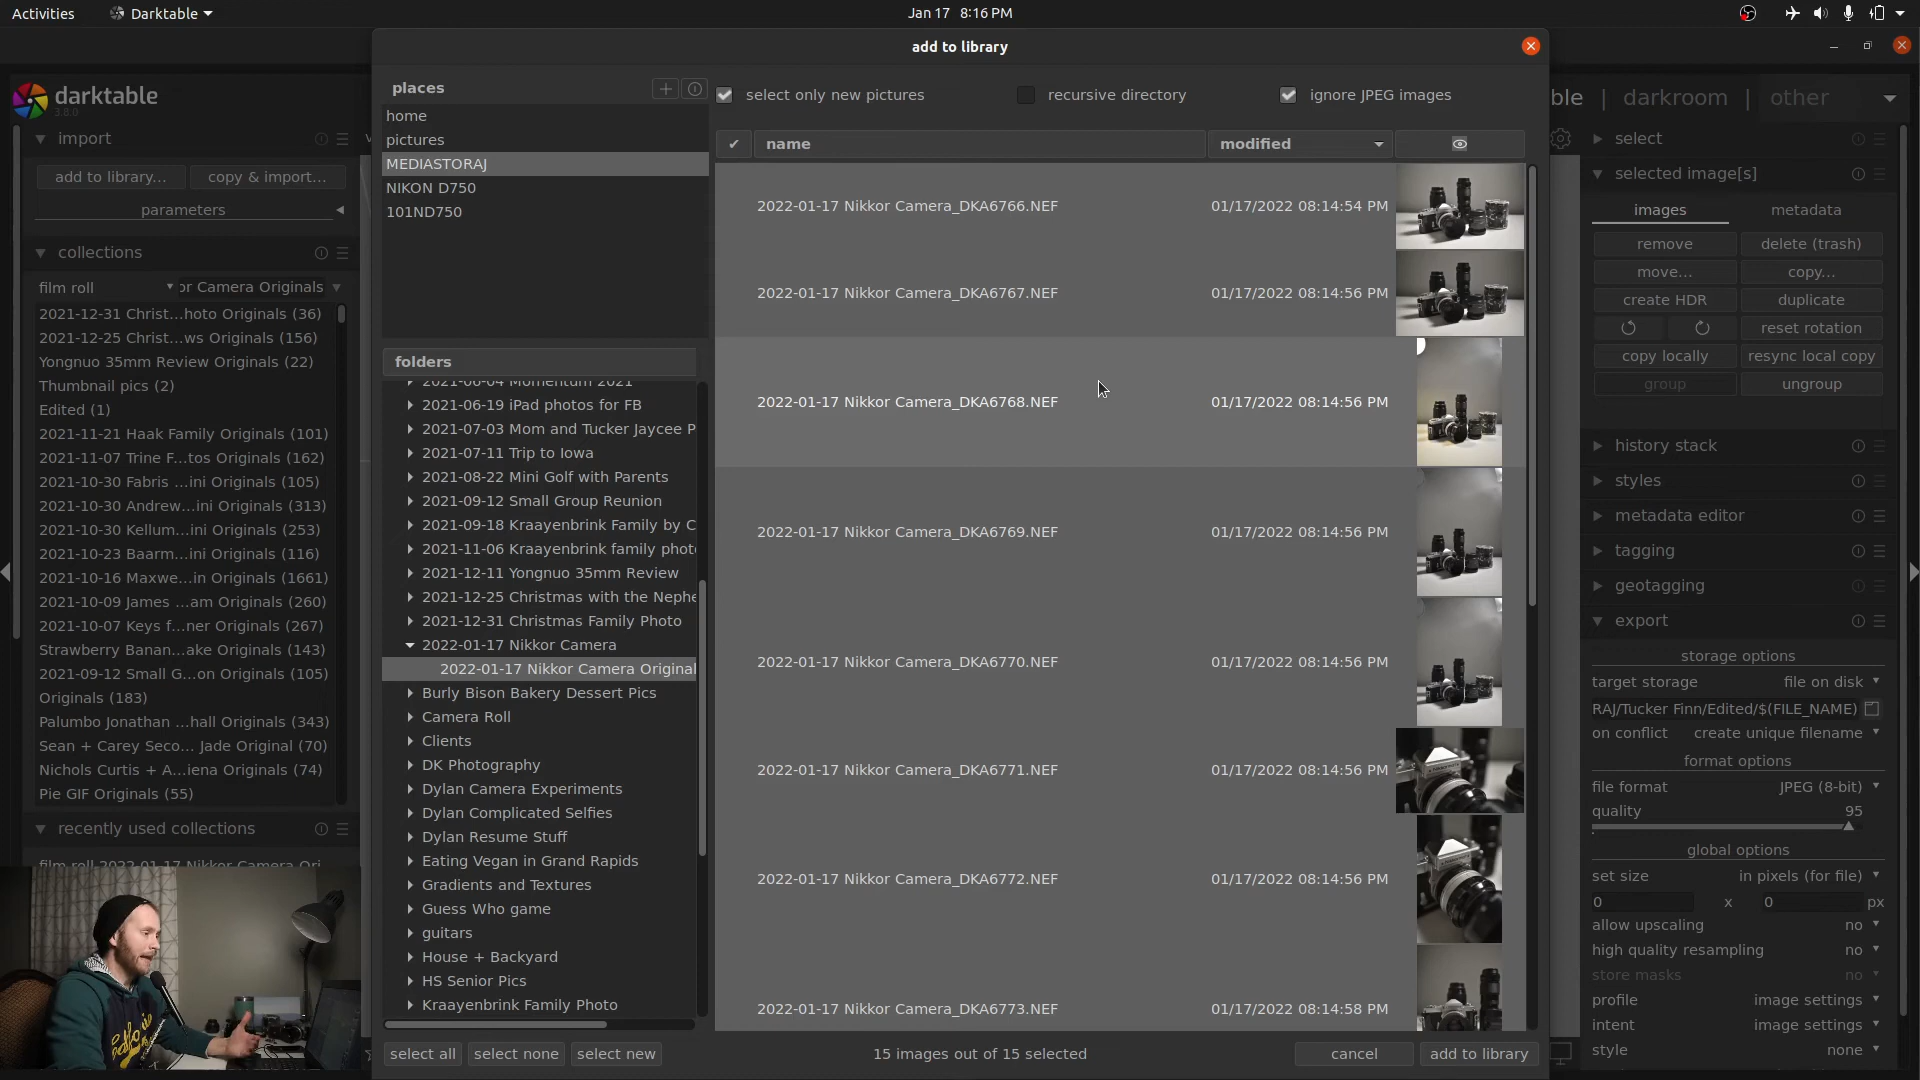 Activities
Darktable
Jan 17 8:16 PM
add to library
darktable
3.8.0
import
add to library...
copy & import...
parameters
collections
film roll
or Camera Originals
2021-12-31 Christ...hoto Originals (36)
2021-12-25 Christ...ws Originals (156)
Yongnuo 35mm Review Originals (22)
Thumbnail pics (2)
Edited (1)
2021-11-21 Haak Family Originals (101)
2021-11-07 Trine F...tos Originals (162)
2021-10-30 Fabris ...ini Originals (105)
2021-10-30 Andrew...ini Originals (313)
2021-10-30 Kellum...ini Originals (253)
2021-10-23 Baarm...ini Originals (116)
2021-10-16 Maxwe...in Originals (1661)
2021-10-09 James ...am Originals (260)
2021-10-07 Keys f...ner Originals (267)
Strawberry Banan...ake Originals (143)
2021-09-12 Small G...on Originals (105)
Originals (183)
Palumbo Jonathan ...hall Originals (343)
Sean + Carey Seco... Jade Original (70)
Nichols Curtis + A...iena Originals (74)
Pie GIF Originals (55)
recently used collections
film roll 2022-01-17 Nikkor Camera Ori
places
home
pictures
MEDIASTORAJ
NIKON D750
101ND750
folders
2021-06-04 Momentum 2021
2021-06-19 iPad photos for FB
2021-07-03 Mom and Tucker Jaycee P
2021-07-11 Trip to Iowa
2021-08-22 Mini Golf with Parents
2021-09-12 Small Group Reunion
2021-09-18 Kraayenbrink Family by C
2021-11-06 Kraayenbrink family phot
2021-12-11 Yongnuo 35mm Review
2021-12-25 Christmas with the Nephe
2021-12-31 Christmas Family Photo
2022-01-17 Nikkor Camera
2022-01-17 Nikkor Camera Original
Burly Bison Bakery Dessert Pics
Camera Roll
Clients
DK Photography
Dylan Camera Experiments
Dylan Complicated Selfies
Dylan Resume Stuff
Eating Vegan in Grand Rapids
Gradients and Textures
Guess Who game
guitars
House + Backyard
HS Senior Pics
Kraayenbrink Family Photo
select all
select none
select new
select only new pictures
recursive directory
ignore JPEG images
name
modified
2022-01-17 Nikkor Camera_DKA6766.NEF 01/17/2022 08:14:54 PM
2022-01-17 Nikkor Camera_DKA6767.NEF 01/17/2022 08:14:56 PM
2022-01-17 Nikkor Camera_DKA6768.NEF 01/17/2022 08:14:56 PM
2022-01-17 Nikkor Camera_DKA6769.NEF 01/17/2022 08:14:56 PM
2022-01-17 Nikkor Camera_DKA6770.NEF 01/17/2022 08:14:56 PM
2022-01-17 Nikkor Camera_DKA6771.NEF 01/17/2022 08:14:56 PM
2022-01-17 Nikkor Camera_DKA6772.NEF 01/17/2022 08:14:56 PM
2022-01-17 Nikkor Camera_DKA6773.NEF 01/17/2022 08:14:58 PM
15 images out of 15 selected
cancel
add to library
ble | darkroom | other
select
selected image[s]
images
metadata
remove
delete (trash)
move...
copy...
create HDR
duplicate
reset rotation
copy locally
resync local copy
group
ungroup
history stack
styles
metadata editor
tagging
geotagging
export
storage options
target storage file on disk
RAJ/Tucker Finn/Edited/$(FILE_NAME)
on conflict create unique filename
format options
file format JPEG (8-bit)
quality 95
global options
set size in pixels (for file)
0 x 0 px
allow upscaling no
high quality resampling no
store masks no
profile image settings
intent image settings
style none